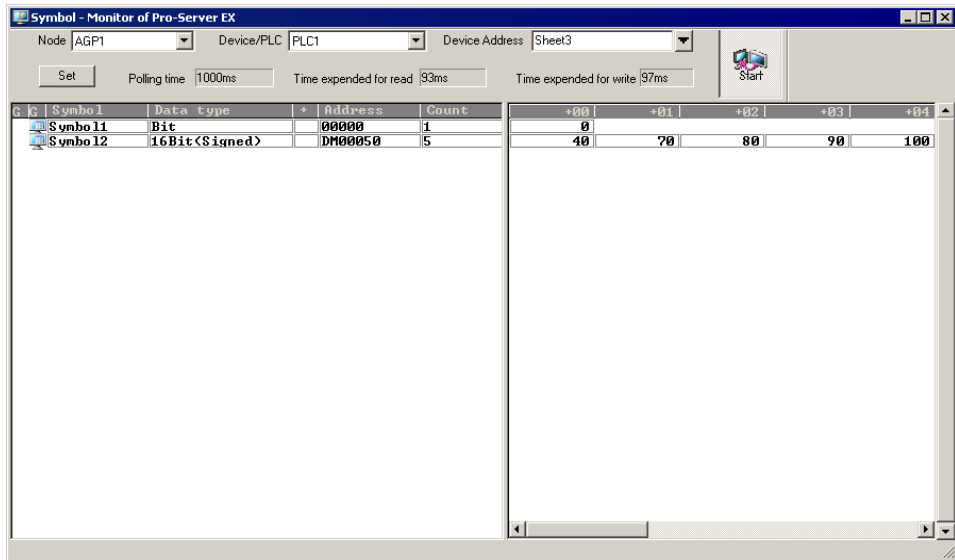 Symbol - Monitor of Pro-Server EX
Node AGP1 Device/PLC PLC1 Device Address Sheet3
Start
Set Polling time 1000ms Time expended for read 93ms Time expended for write 97ms
G G Symbol Data type + Address Count +00 +01 +02 +03 +04
Symbol1 Bit 00000 1 0
Symbol2 16Bit(Signed) DM00050 5 40 70 80 90 100